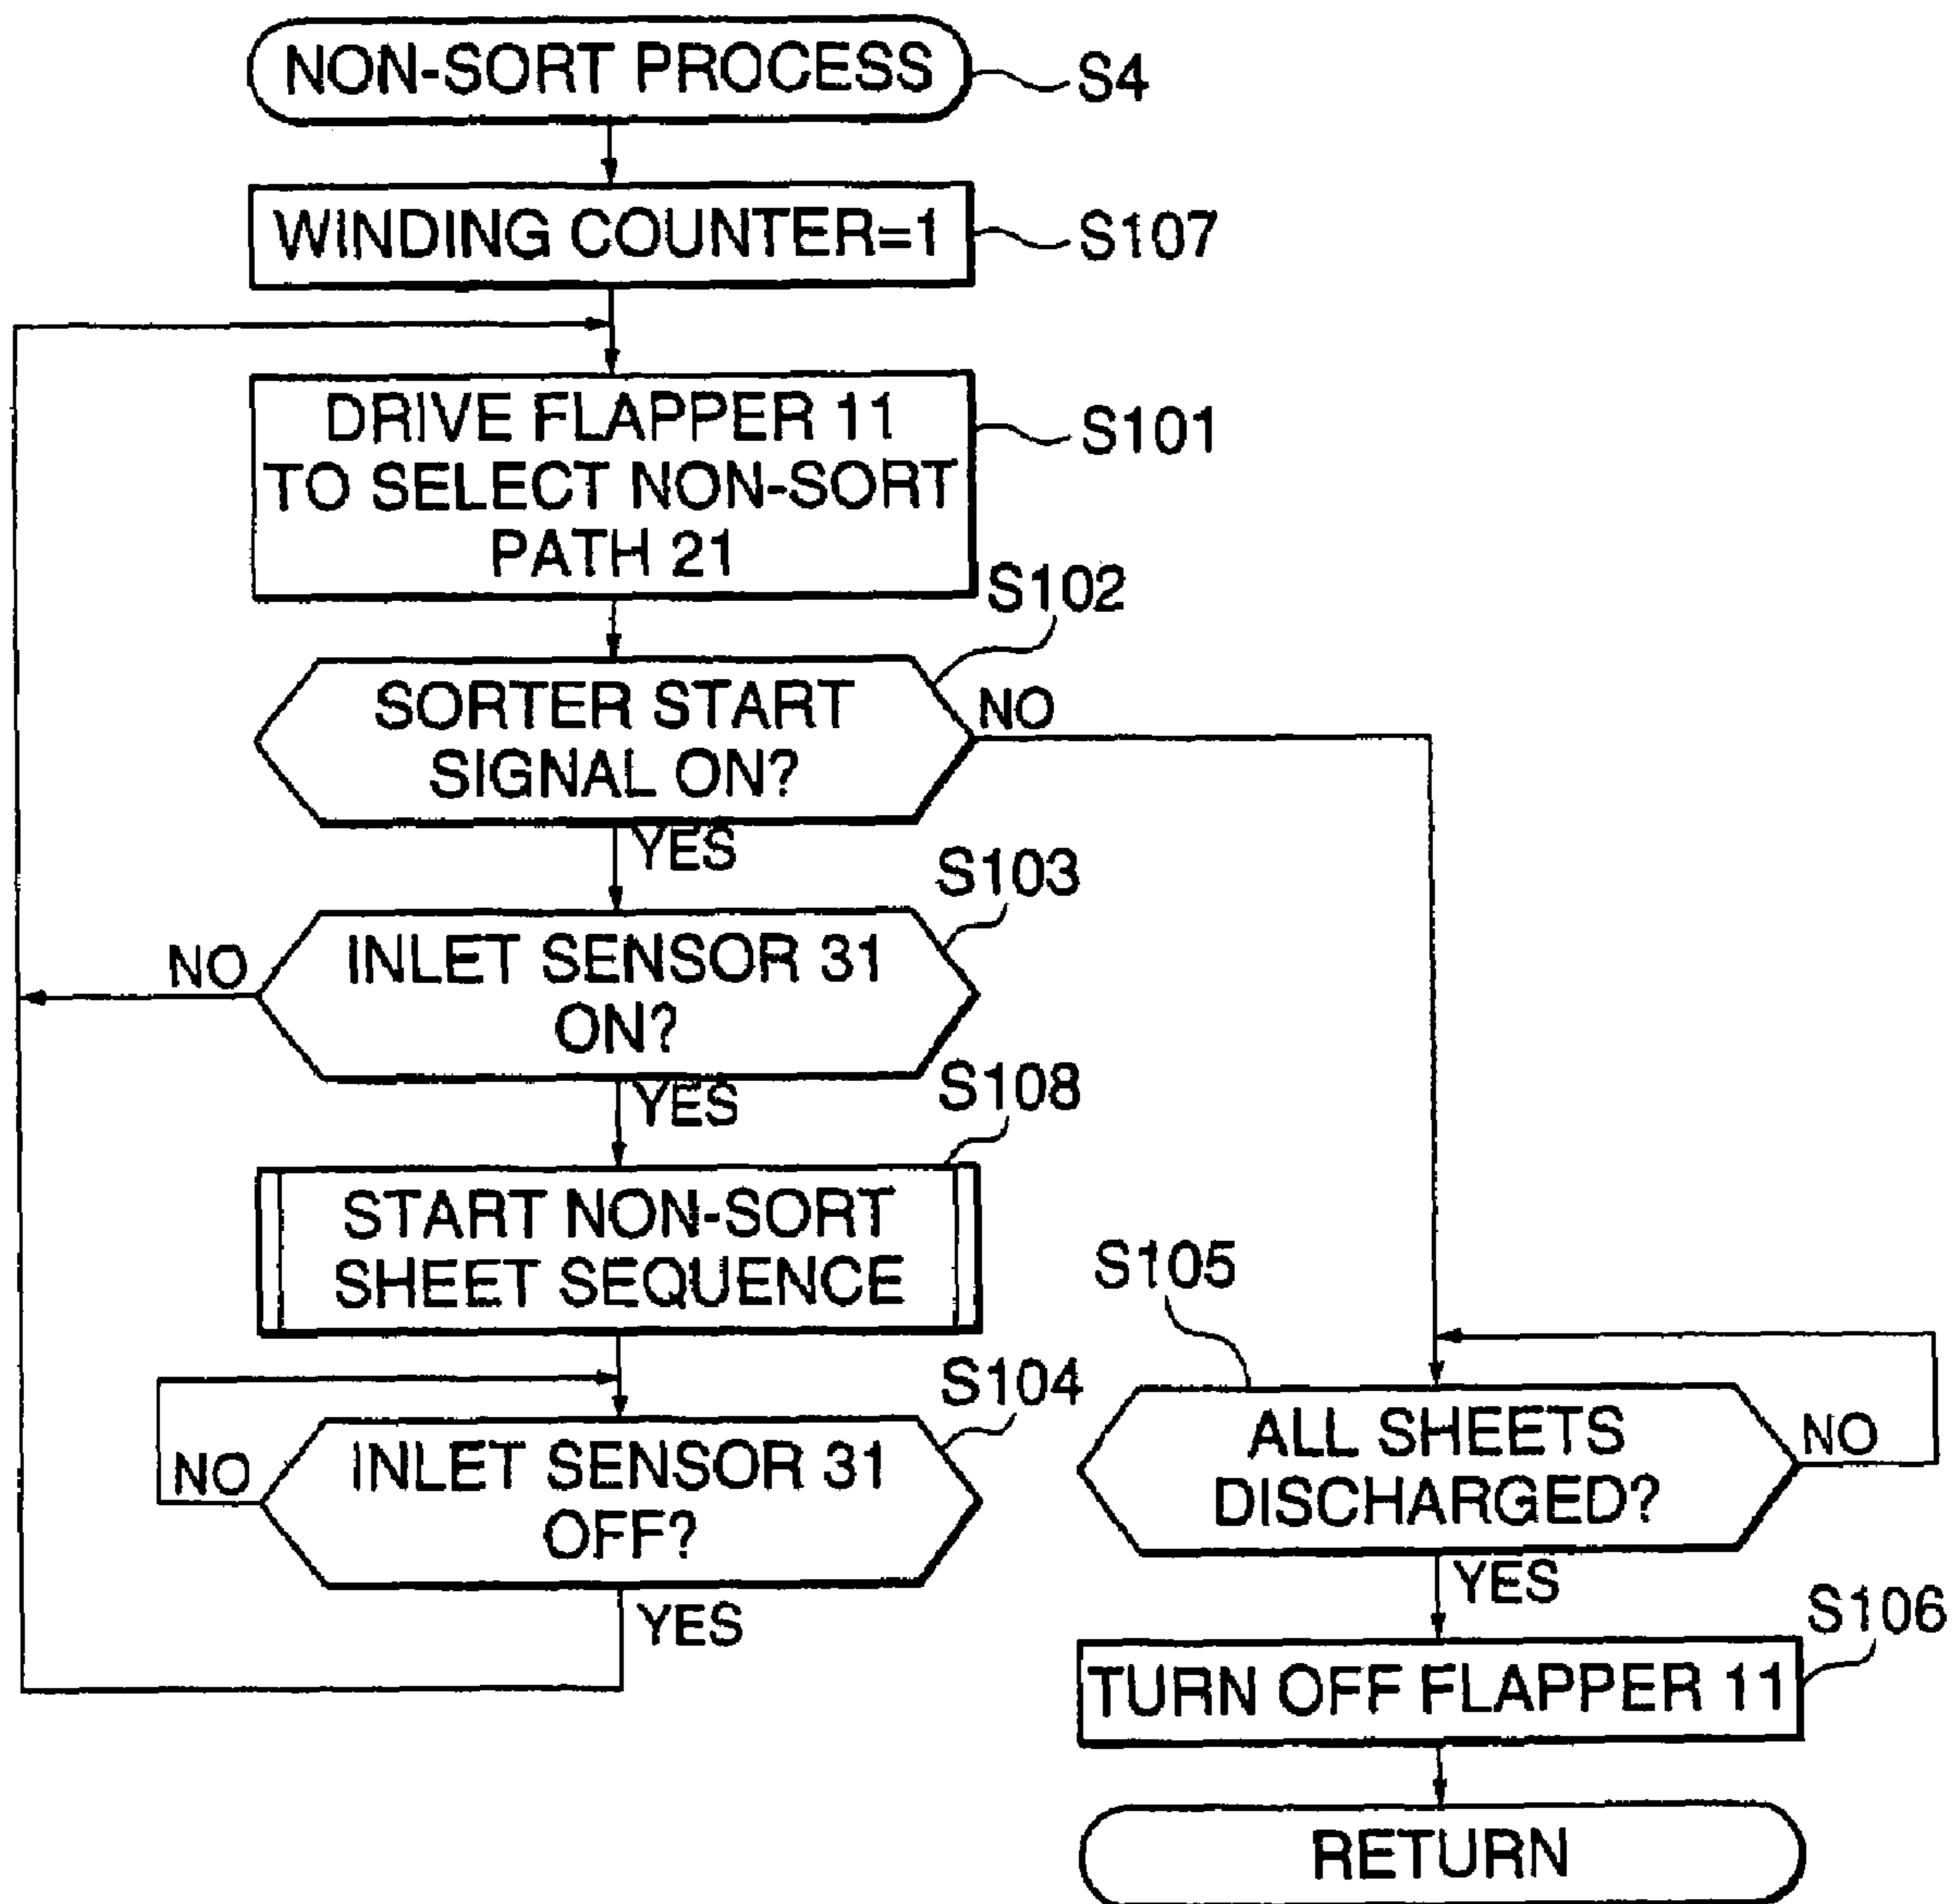 NON-SORT PROCESS
S4
WINDING COUNTER=1
S107
DRIVE FLAPPER 11
TO SELECT NON-SORT
PATH 21
S101
S102
SORTER START
SIGNAL ON?
NO
YES
S103
INLET SENSOR 31
ON?
NO
YES
S108
START NON-SORT
SHEET SEQUENCE
S104
INLET SENSOR 31
OFF?
NO
YES
S105
ALL SHEETS
DISCHARGED?
NO
YES
S106
TURN OFF FLAPPER 11
RETURN